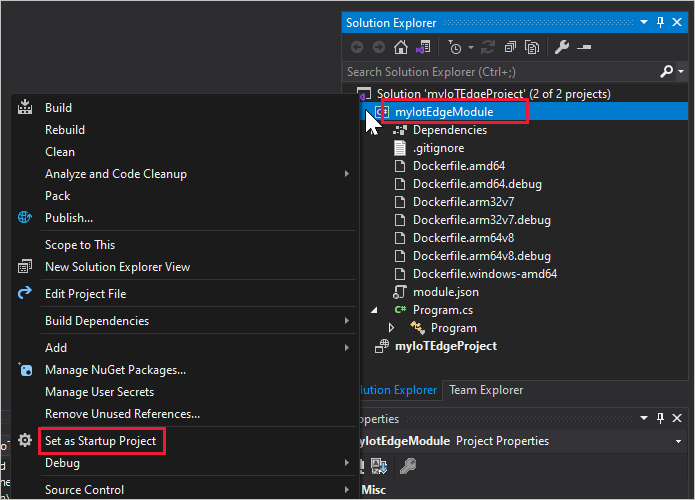 Solution Explorer
Search Solution Explorer (Ctrl+;)
Solution 'myIoTEdgeProject' (2 of 2 projects)
C# myIotEdgeModule
Dependencies
.gitignore
Dockerfile.amd64
Dockerfile.amd64.debug
Dockerfile.arm32v7
Dockerfile.arm32v7.debug
Dockerfile.arm64v8
Dockerfile.arm64v8.debug
Dockerfile.windows-amd64
module.json
C# Program.cs
Program
myIoTEdgeProject
Build
Rebuild
Clean
Analyze and Code Cleanup
Pack
Publish...
Scope to This
New Solution Explorer View
Edit Project File
Build Dependencies
Add
Manage NuGet Packages...
Manage User Secrets
Remove Unused References...
Set as Startup Project
Debug
Source Control
Explorer
Team Explorer
IotEdgeModule Project Properties
Misc